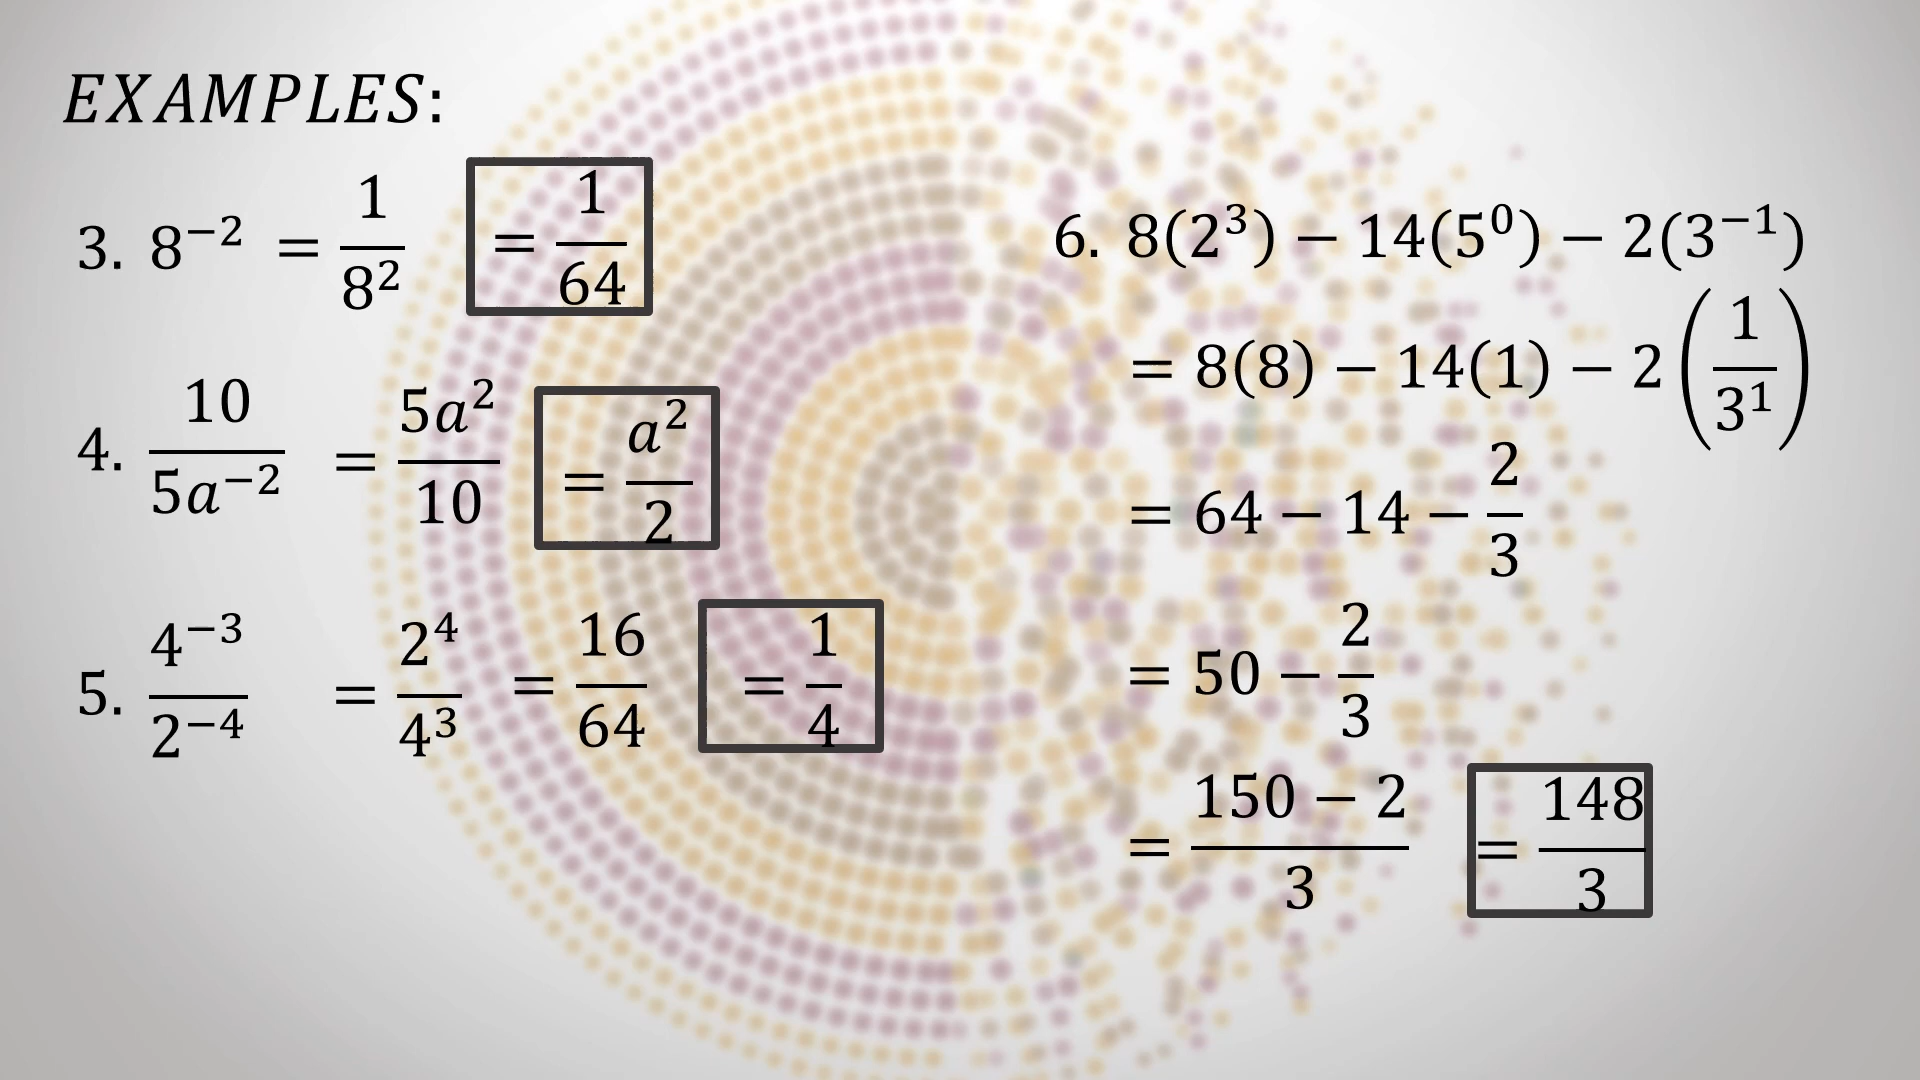 EXAMPLES:
3. 8⁻² = 1/8² = 1/64
4. 10/5a⁻² = 5a²/10 = a²/2
5. 4⁻³/2⁻⁴ = 2⁴/4³ = 16/64 = 1/4
6. 8(2³) − 14(5⁰) − 2(3⁻¹)
= 8(8) − 14(1) − 2(1/3¹)
= 64 − 14 − 2/3
= 50 − 2/3
= 150 − 2/3 = 148/3